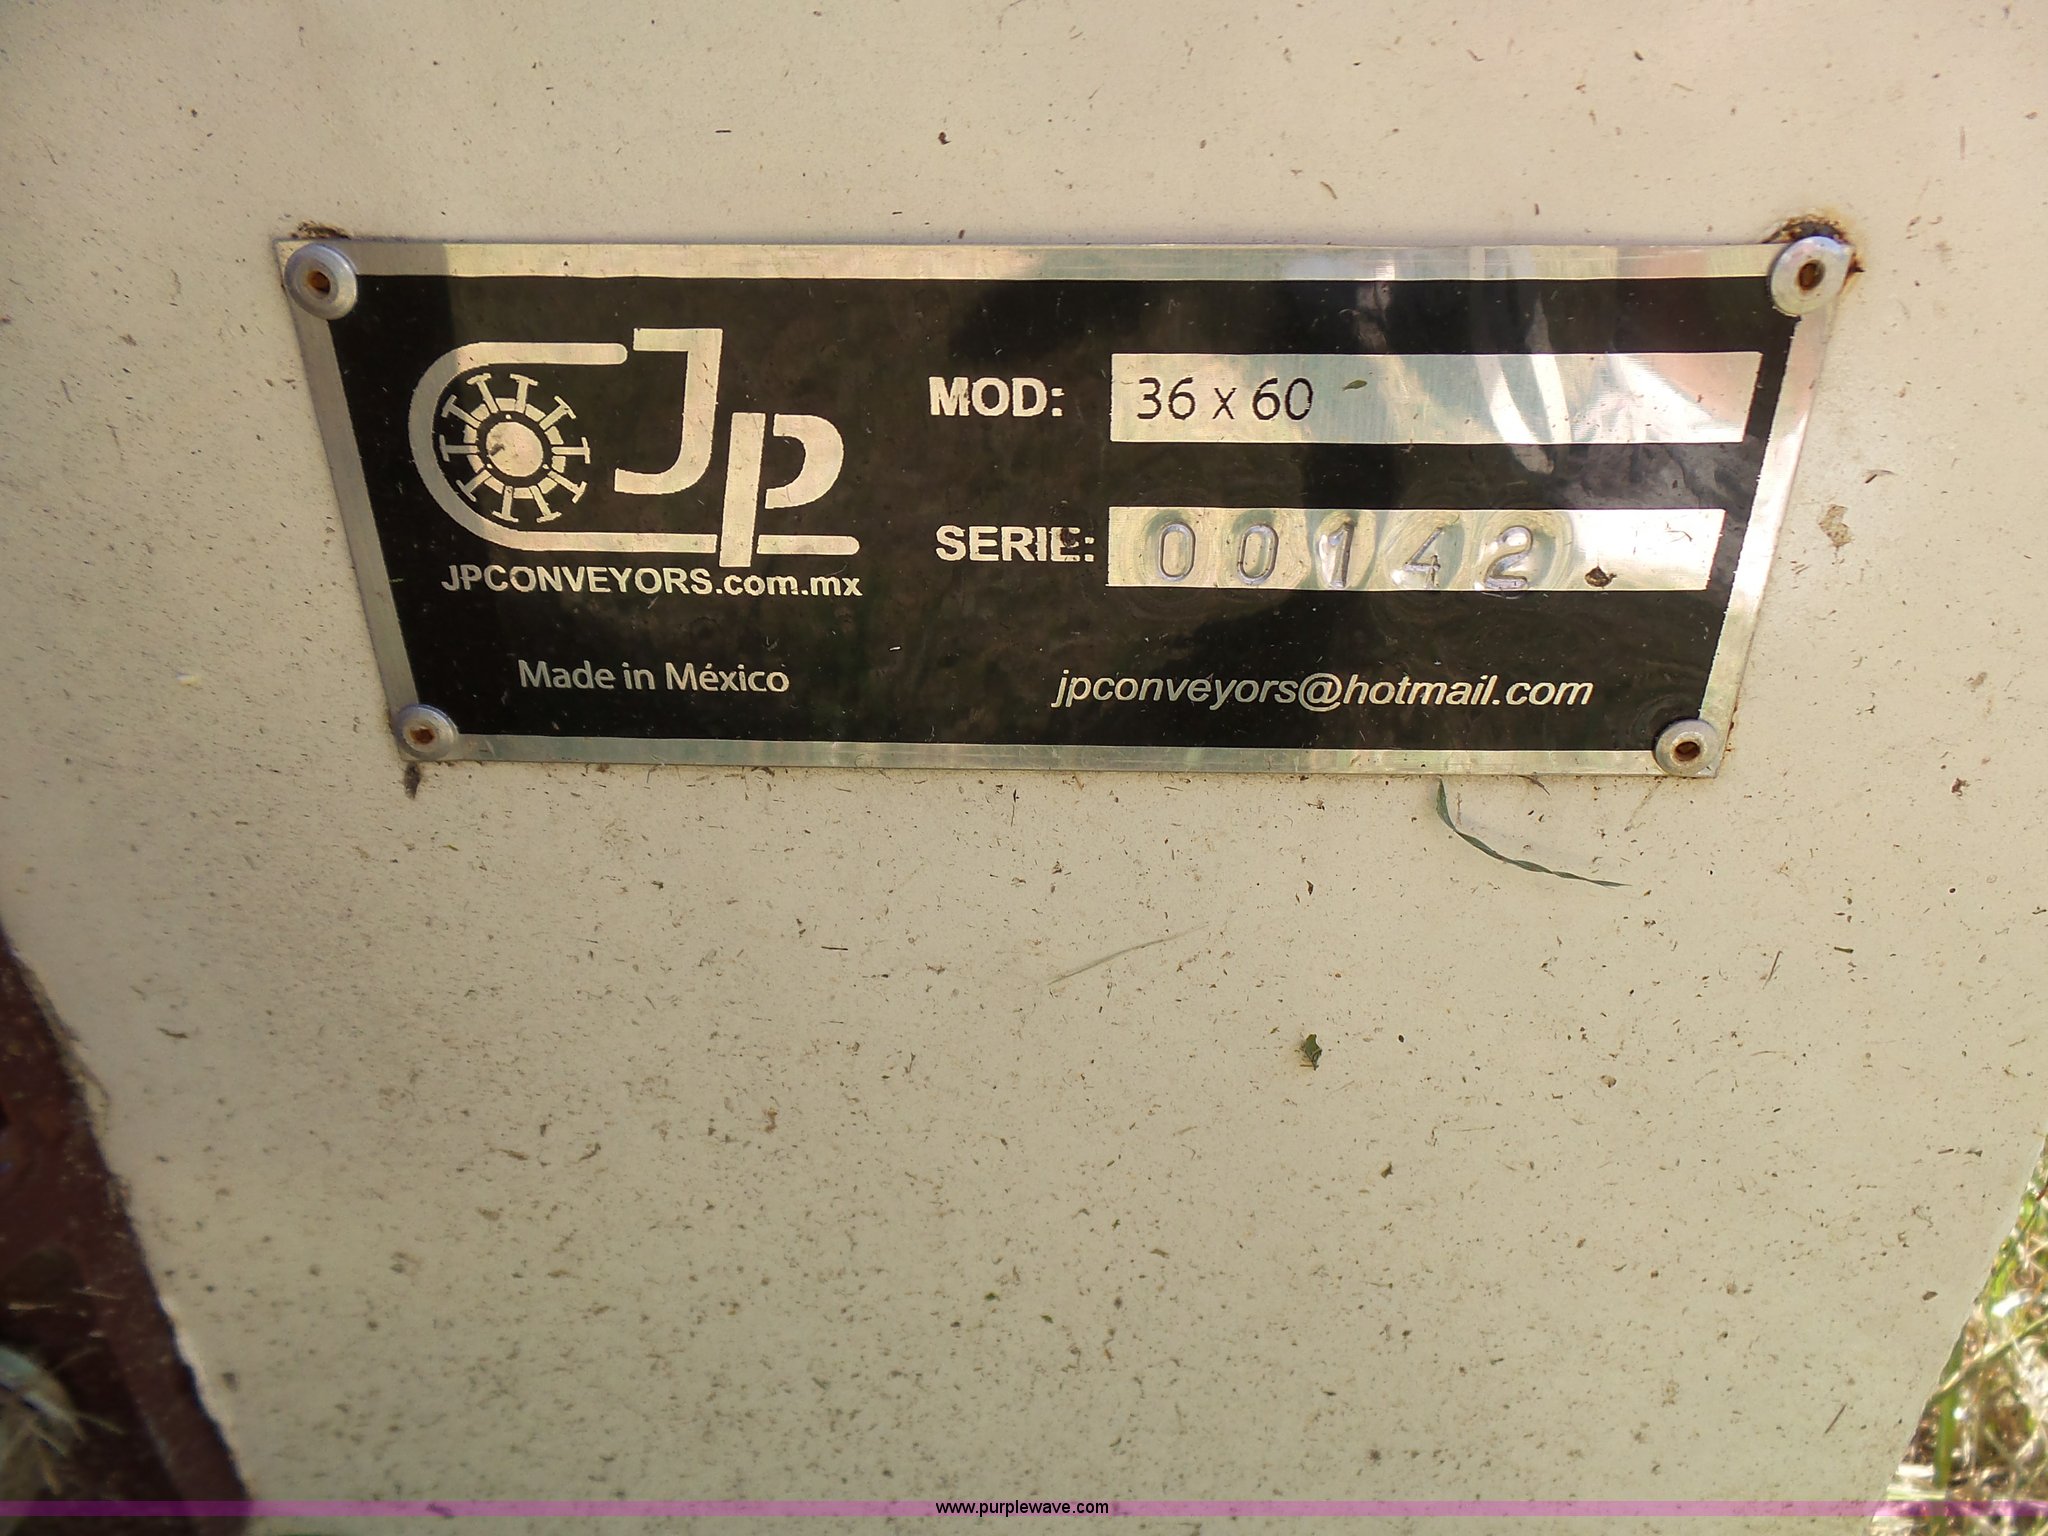 JP
JPCONVEYORS.com.mx
Made in México
MOD: 36 x 60
SERIE: 00142
jpconveyors@hotmail.com
www.purplewave.com